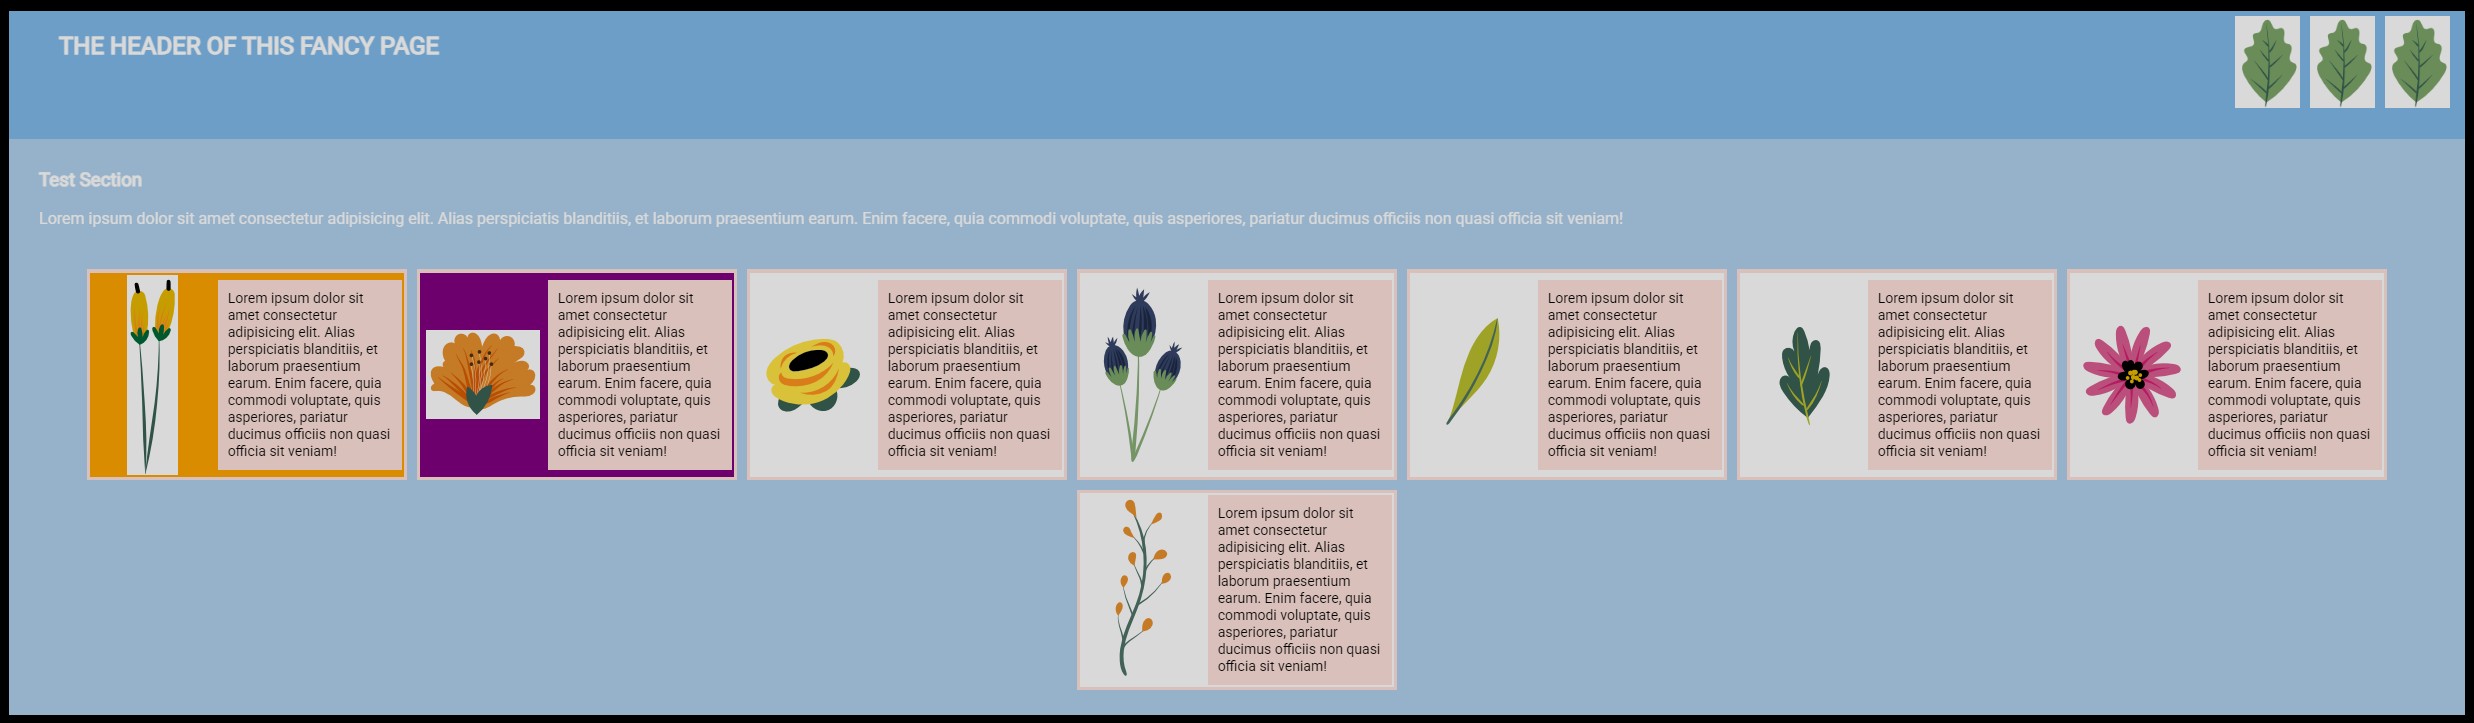 THE HEADER OF THIS FANCY PAGE
Test Section
Lorem ipsum dolor sit amet consectetur adipisicing elit. Alias perspiciatis blanditiis, et laborum praesentium earum. Enim facere, quia commodi voluptate, quis asperiores, pariatur ducimus officiis non quasi officia sit veniam!
Lorem ipsum dolor sit
amet consectetur
adipisicing elit. Alias
perspiciatis blanditiis, et
laborum praesentium
earum. Enim facere, quia
commodi voluptate, quis
asperiores, pariatur
ducimus officiis non quasi
officia sit veniam!
Lorem ipsum dolor sit
amet consectetur
adipisicing elit. Alias
perspiciatis blanditiis, et
laborum praesentium
earum. Enim facere, quia
commodi voluptate, quis
asperiores, pariatur
ducimus officiis non quasi
officia sit veniam!
Lorem ipsum dolor sit
amet consectetur
adipisicing elit. Alias
perspiciatis blanditiis, et
laborum praesentium
earum. Enim facere, quia
commodi voluptate, quis
asperiores, pariatur
ducimus officiis non quasi
officia sit veniam!
Lorem ipsum dolor sit
amet consectetur
adipisicing elit. Alias
perspiciatis blanditiis, et
laborum praesentium
earum. Enim facere, quia
commodi voluptate, quis
asperiores, pariatur
ducimus officiis non quasi
officia sit veniam!
Lorem ipsum dolor sit
amet consectetur
adipisicing elit. Alias
perspiciatis blanditiis, et
laborum praesentium
earum. Enim facere, quia
commodi voluptate, quis
asperiores, pariatur
ducimus officiis non quasi
officia sit veniam!
Lorem ipsum dolor sit
amet consectetur
adipisicing elit. Alias
perspiciatis blanditiis, et
laborum praesentium
earum. Enim facere, quia
commodi voluptate, quis
asperiores, pariatur
ducimus officiis non quasi
officia sit veniam!
Lorem ipsum dolor sit
amet consectetur
adipisicing elit. Alias
perspiciatis blanditiis, et
laborum praesentium
earum. Enim facere, quia
commodi voluptate, quis
asperiores, pariatur
ducimus officiis non quasi
officia sit veniam!
Lorem ipsum dolor sit
amet consectetur
adipisicing elit. Alias
perspiciatis blanditiis, et
laborum praesentium
earum. Enim facere, quia
commodi voluptate, quis
asperiores, pariatur
ducimus officiis non quasi
officia sit veniam!